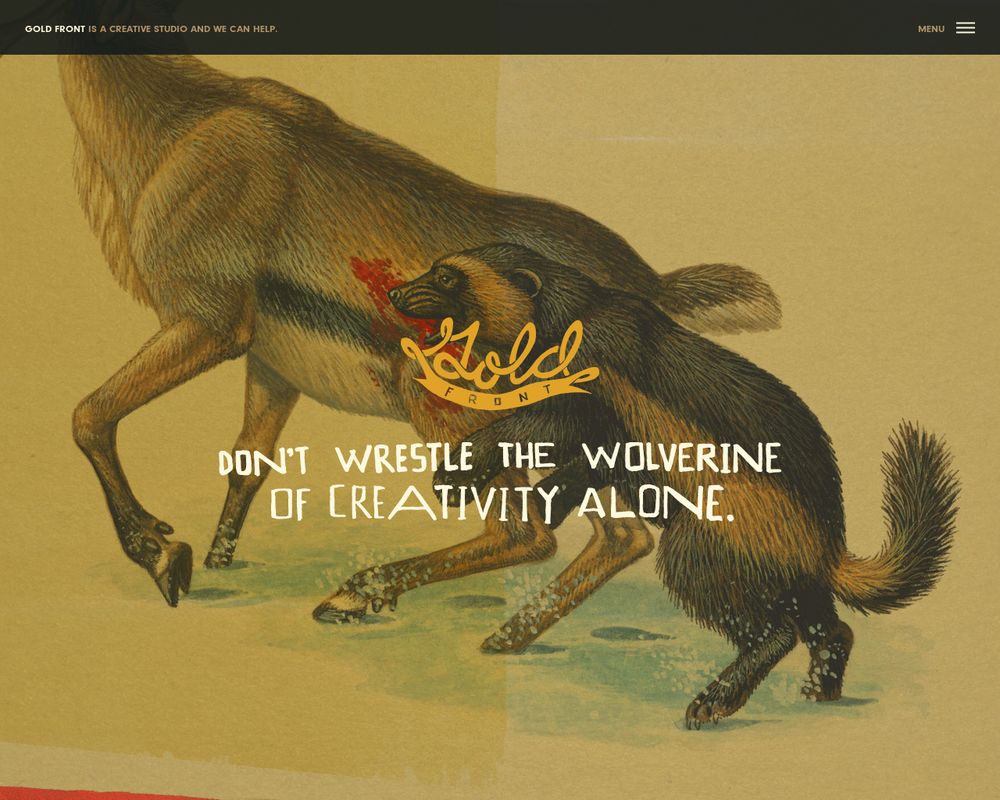 GOLD FRONT IS A CREATIVE STUDIO AND WE CAN HELP.
MENU
Gold
FRONT
DON'T WRESTLE THE WOLVERINE
OF CREATIVITY ALONE.